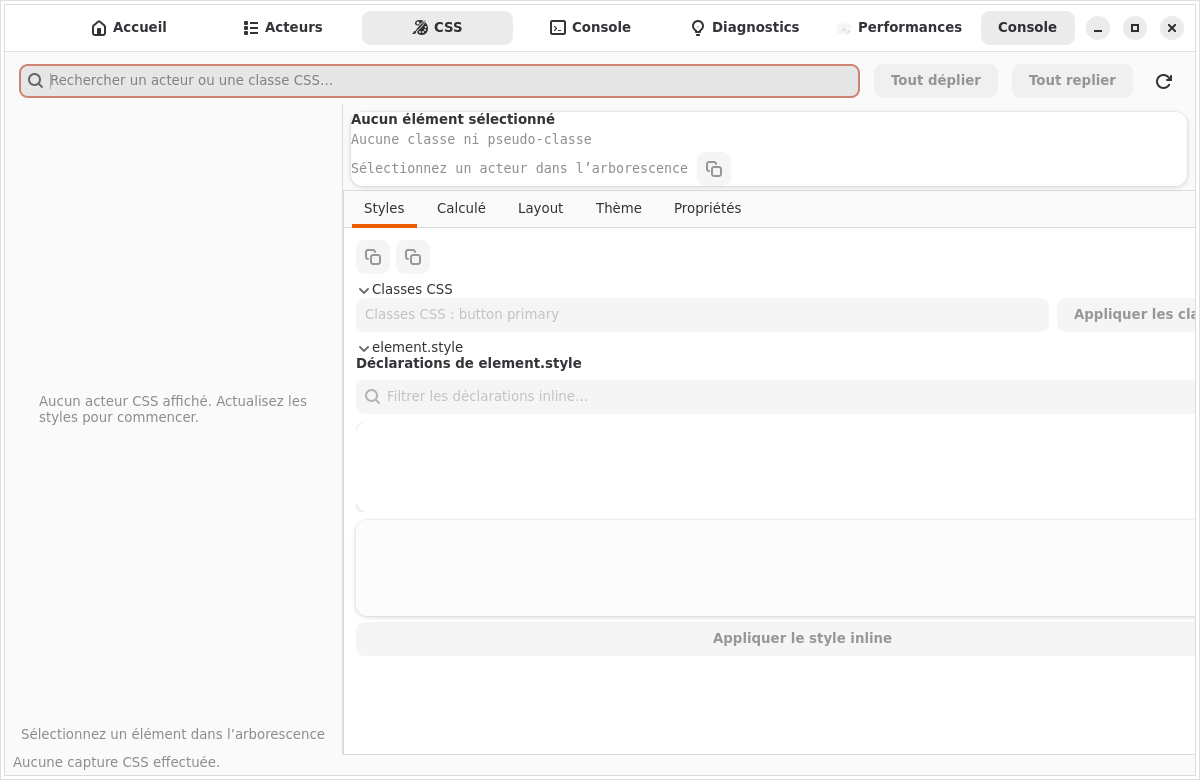 Accueil
Acteurs
CSS
Console
Diagnostics
Performances
Console
Rechercher un acteur ou une classe CSS…
Tout déplier
Tout replier
Aucun élément sélectionné
Aucune classe ni pseudo-classe
Sélectionnez un acteur dans l’arborescence
Styles
Calculé
Layout
Thème
Propriétés
Classes CSS
Classes CSS : button primary
Appliquer les cla
element.style
Déclarations de element.style
Filtrer les déclarations inline…
Aucun acteur CSS affiché. Actualisez les
styles pour commencer.
Appliquer le style inline
Sélectionnez un élément dans l’arborescence
Aucune capture CSS effectuée.